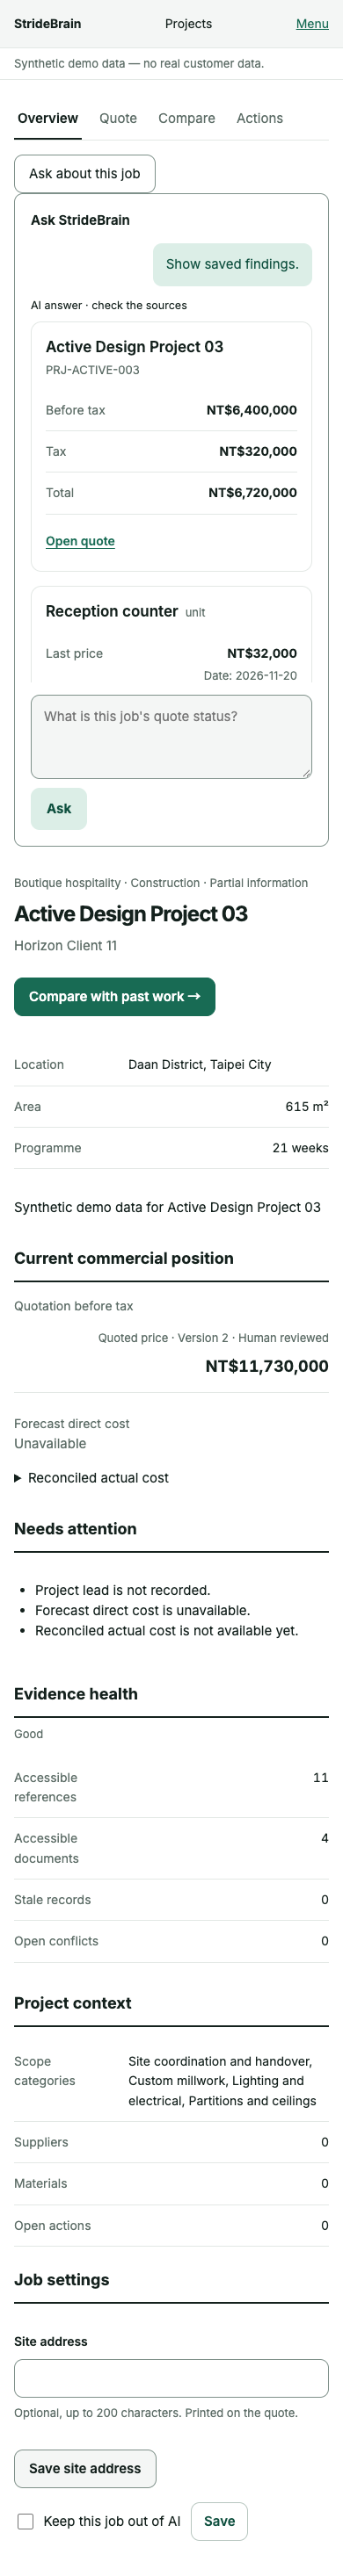 StrideBrain Projects Menu
Synthetic demo data — no real customer data.
Overview Quote Compare Actions
Ask about this job
Ask StrideBrain
Show saved findings.
AI answer · check the sources
Active Design Project 03
PRJ-ACTIVE-003
Before tax NT$6,400,000
Tax NT$320,000
Total NT$6,720,000
Open quote
Reception counter unit
Last price NT$32,000
Date: 2026-11-20
What is this job's quote status?
Ask
Boutique hospitality · Construction · Partial information
Active Design Project 03
Horizon Client 11
Compare with past work →
Location Daan District, Taipei City
Area 615 m²
Programme 21 weeks
Synthetic demo data for Active Design Project 03
Current commercial position
Quotation before tax
Quoted price · Version 2 · Human reviewed
NT$11,730,000
Forecast direct cost
Unavailable
▶ Reconciled actual cost
Needs attention
• Project lead is not recorded.
• Forecast direct cost is unavailable.
• Reconciled actual cost is not available yet.
Evidence health
Good
Accessible references 11
Accessible documents 4
Stale records 0
Open conflicts 0
Project context
Scope categories Site coordination and handover,
Custom millwork, Lighting and
electrical, Partitions and ceilings
Suppliers 0
Materials 0
Open actions 0
Job settings
Site address
Optional, up to 200 characters. Printed on the quote.
Save site address
Keep this job out of AI Save